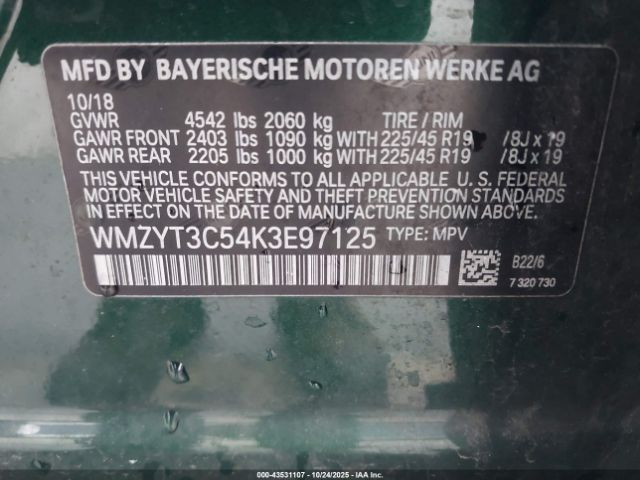 MFD BY BAYERISCHE MOTOREN WERKE AG
10/18
GVWR 4542 lbs 2060 kg TIRE / RIM
GAWR FRONT 2403 lbs 1090 kg WITH 225/45 R19 /8J x 19
GAWR REAR 2205 lbs 1000 kg WITH 225/45 R19 /8J x 19
THIS VEHICLE CONFORMS TO ALL APPLICABLE U. S. FEDERAL
MOTOR VEHICLE SAFETY, BUMPER, AND THEFT PREVENTION
STANDARDS IN EFFECT ON THE DATE OF MANUFACTURE SHOWN ABOVE.
WMZYT3C54K3E97125 TYPE: MPV
B22/6
7 320 730
000-43531107 - 10/24/2025 - IAAI.COM